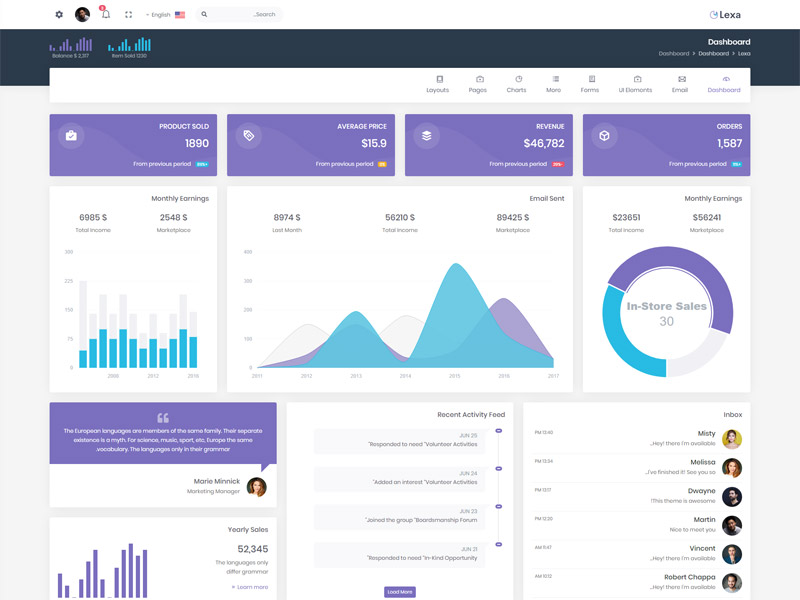 English
Search...
Lexa
3
Balance $ 2,317
Item Sold 1230
Dashboard
Dashboard > Dashboard > Lexa
Layouts
Pages
Charts
More
Forms
UI Elements
Email
Dashboard
PRODUCT SOLD
1890
From previous period
AVERAGE PRICE
$15.9
From previous period
REVENUE
$46,782
From previous period
ORDERS
1,587
From previous period
Monthly Earnings
6985 $
2548 $
Total Income
Marketplace
300
225
150
75
0
2008
2012
2016
Email Sent
8974 $
56210 $
89425 $
Last Month
Total Income
Marketplace
400
300
200
100
0
2011
2012
2013
2014
2015
2016
2017
Monthly Earnings
$23651
$56241
Total Income
Marketplace
In-Store Sales
30
The European languages are members of the same family. Their separate
existence is a myth. For science, music, sport, etc, Europe the same
.vocabulary. The languages only in their grammar
Marie Minnick
Marketing Manager
Yearly Sales
52,345
The languages only
differ grammar
Learn more
Recent Activity Feed
JUN 25
"Responded to need "Volunteer Activities
JUN 24
"Added an interest "Volunteer Activities
JUN 23
"Joined the group "Boardsmanship Forum
JUN 21
"Responded to need "In-Kind Opportunity
Load More
Inbox
PM 13:40
Misty
...Hey! there I'm available
PM 13:34
Melissa
...I've finished it! See you so
PM 13:17
Dwayne
!This theme is awesome
PM 12:20
Martin
Nice to meet you
AM 11:47
Vincent
...Hey! there I'm available
AM 10:12
Robert Chappa
...Hey! there I'm available